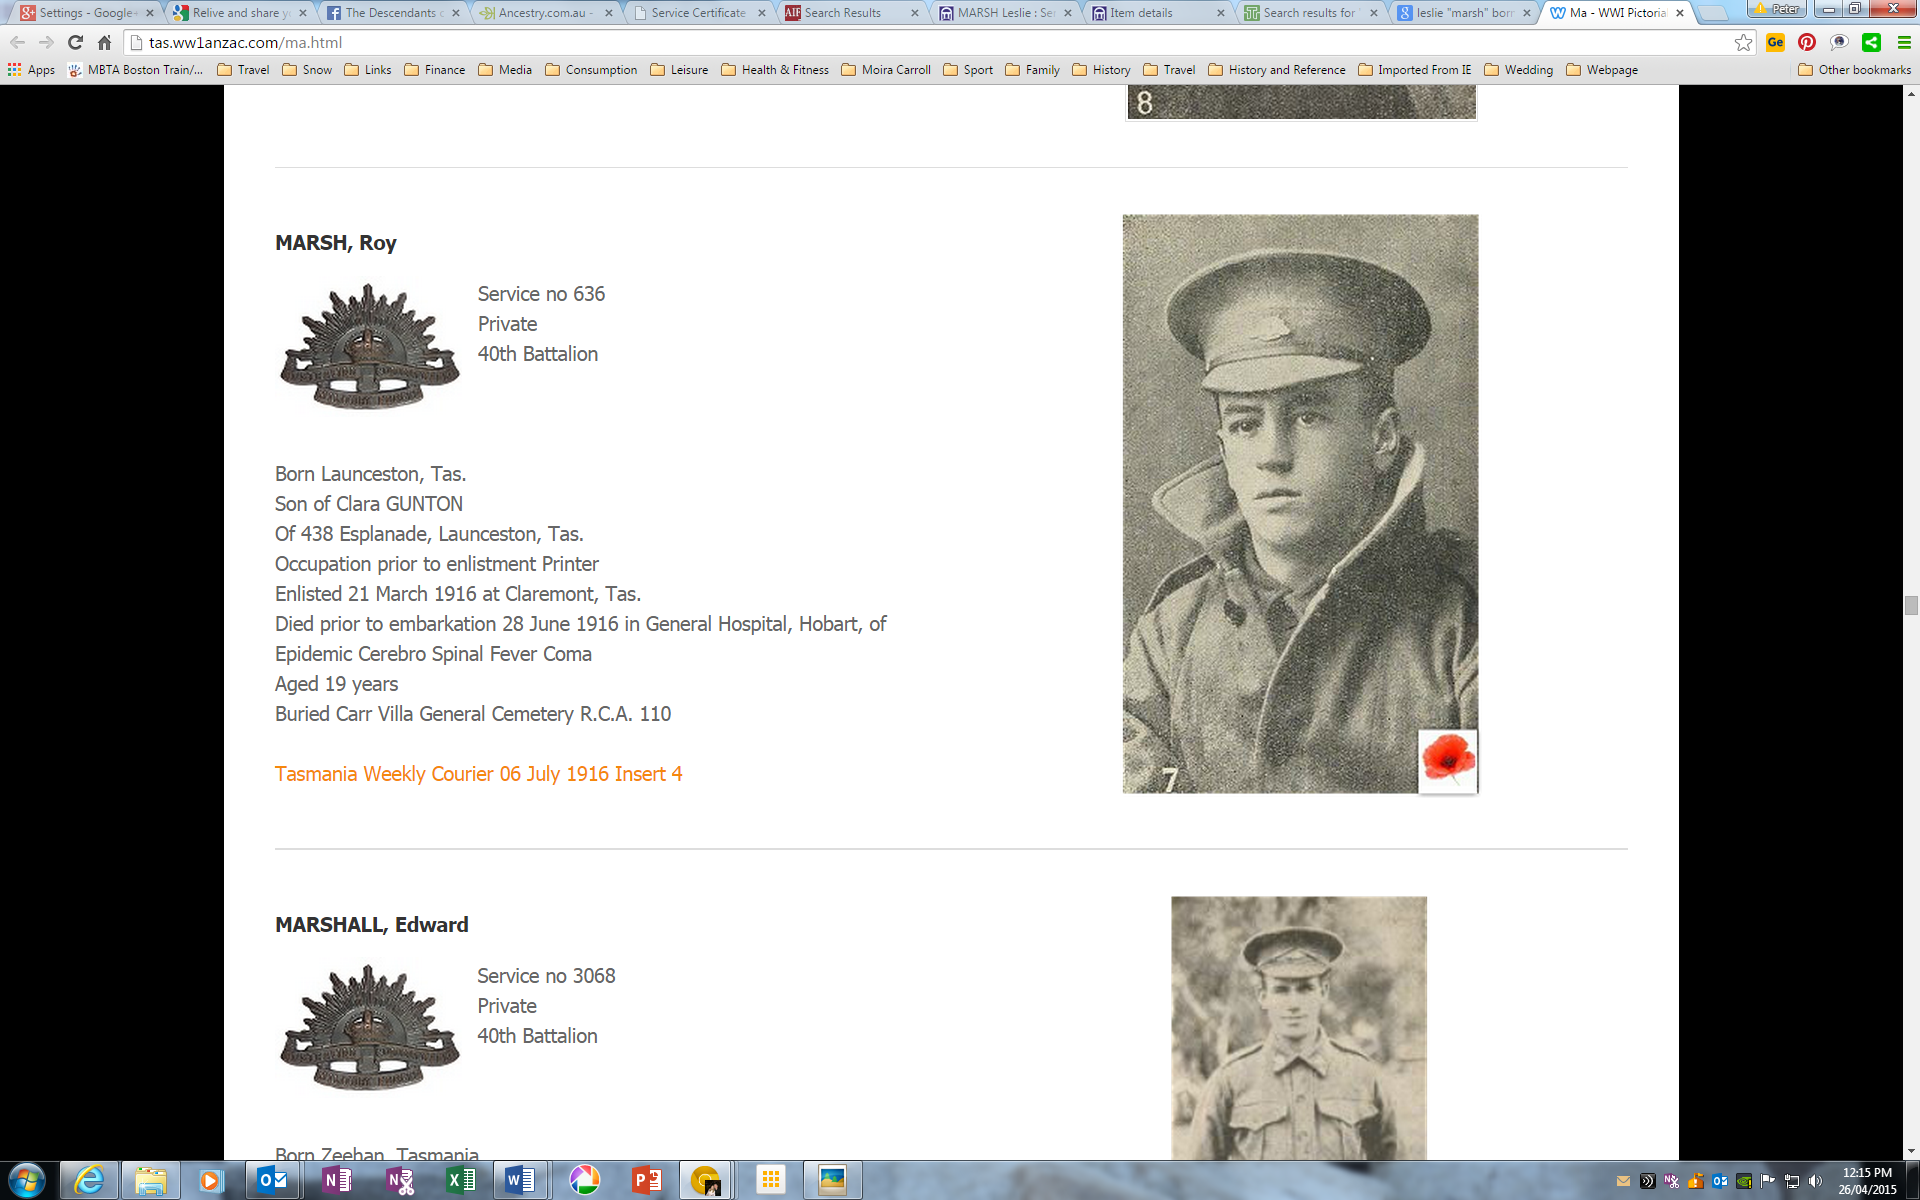 Settings - Google+
Relive and share y
The Descendants c
Ancestry.com.au -
Service Certificate
AIF Search Results
MARSH Leslie : Se
Item details
Search results for '
leslie "marsh" born
Ma - WWI Pictoria
Peter
tas.ww1anzac.com/ma.html
Ge
Apps MBTA Boston Train/... Travel Snow Links Finance Media Consumption Leisure Health & Fitness Moira Carroll Sport Family History Travel History and Reference Imported From IE Wedding Webpage Other bookmarks
8
MARSH, Roy
Service no 636
Private
40th Battalion
Born Launceston, Tas.
Son of Clara GUNTON
Of 438 Esplanade, Launceston, Tas.
Occupation prior to enlistment Printer
Enlisted 21 March 1916 at Claremont, Tas.
Died prior to embarkation 28 June 1916 in General Hospital, Hobart, of
Epidemic Cerebro Spinal Fever Coma
Aged 19 years
Buried Carr Villa General Cemetery R.C.A. 110
7
Tasmania Weekly Courier 06 July 1916 Insert 4
MARSHALL, Edward
Service no 3068
Private
40th Battalion
Born Zeehan, Tasmania
12:15 PM
26/04/2015